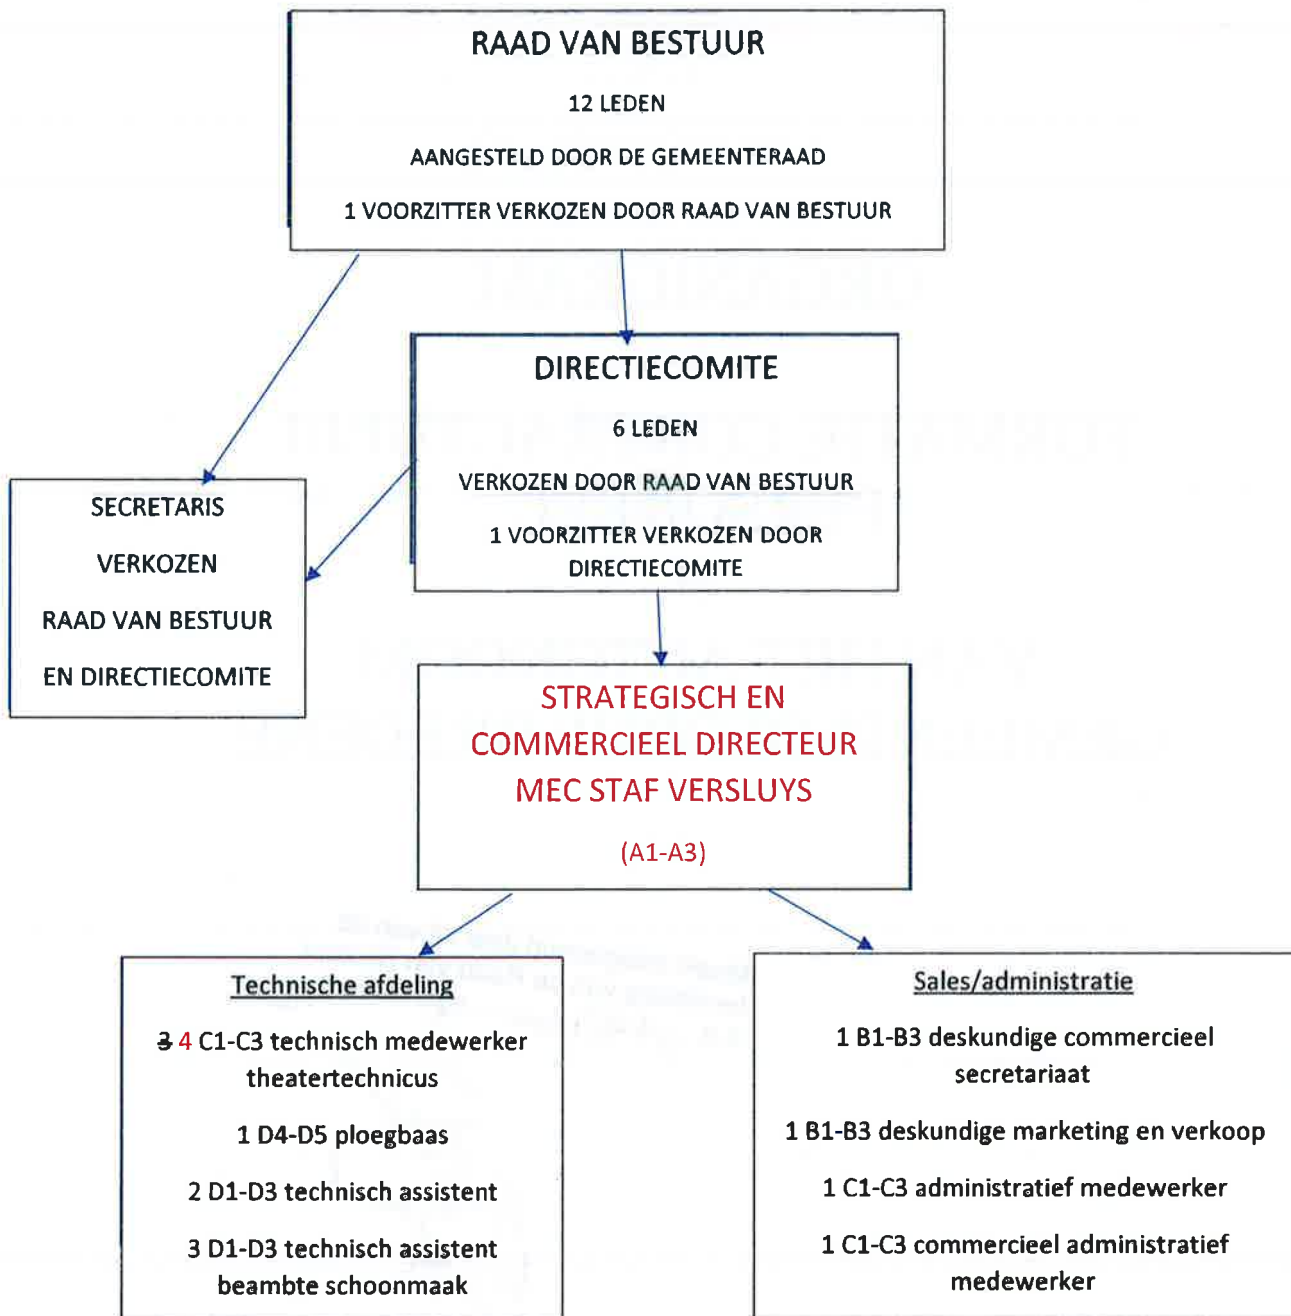 RAAD VAN BESTUUR
12 LEDEN
AANGESTELD DOOR DE GEMEENTERAAD
1 VOORZITTER VERKOZEN DOOR RAAD VAN BESTUUR
DIRECTIECOMITE
6 LEDEN
VERKOZEN DOOR RAAD VAN BESTUUR
1 VOORZITTER VERKOZEN DOOR
DIRECTIECOMITE
SECRETARIS
VERKOZEN
RAAD VAN BESTUUR
EN DIRECTIECOMITE
STRATEGISCH EN
COMMERCIEEL DIRECTEUR
MEC STAF VERSLUYS
(A1-A3)
Technische afdeling
3 4 C1-C3 technisch medewerker
theatertechnicus
1 D4-D5 ploegbaas
2 D1-D3 technisch assistent
3 D1-D3 technisch assistent
beambte schoonmaak
Sales/administratie
1 B1-B3 deskundige commercieel
secretariaat
1 B1-B3 deskundige marketing en verkoop
1 C1-C3 administratief medewerker
1 C1-C3 commercieel administratief
medewerker